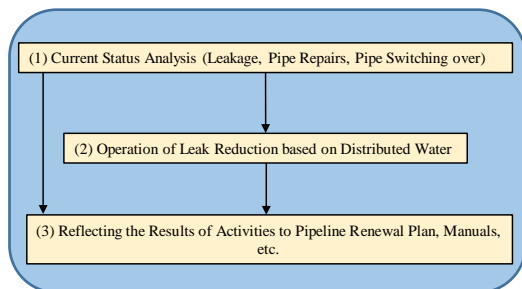 (1) Current Status Analysis (Leakage, Pipe Repairs, Pipe Switching over)
(2) Operation of Leak Reduction based on Distributed Water
(3) Reflecting the Results of Activities to Pipeline Renewal Plan, Manuals,
etc.